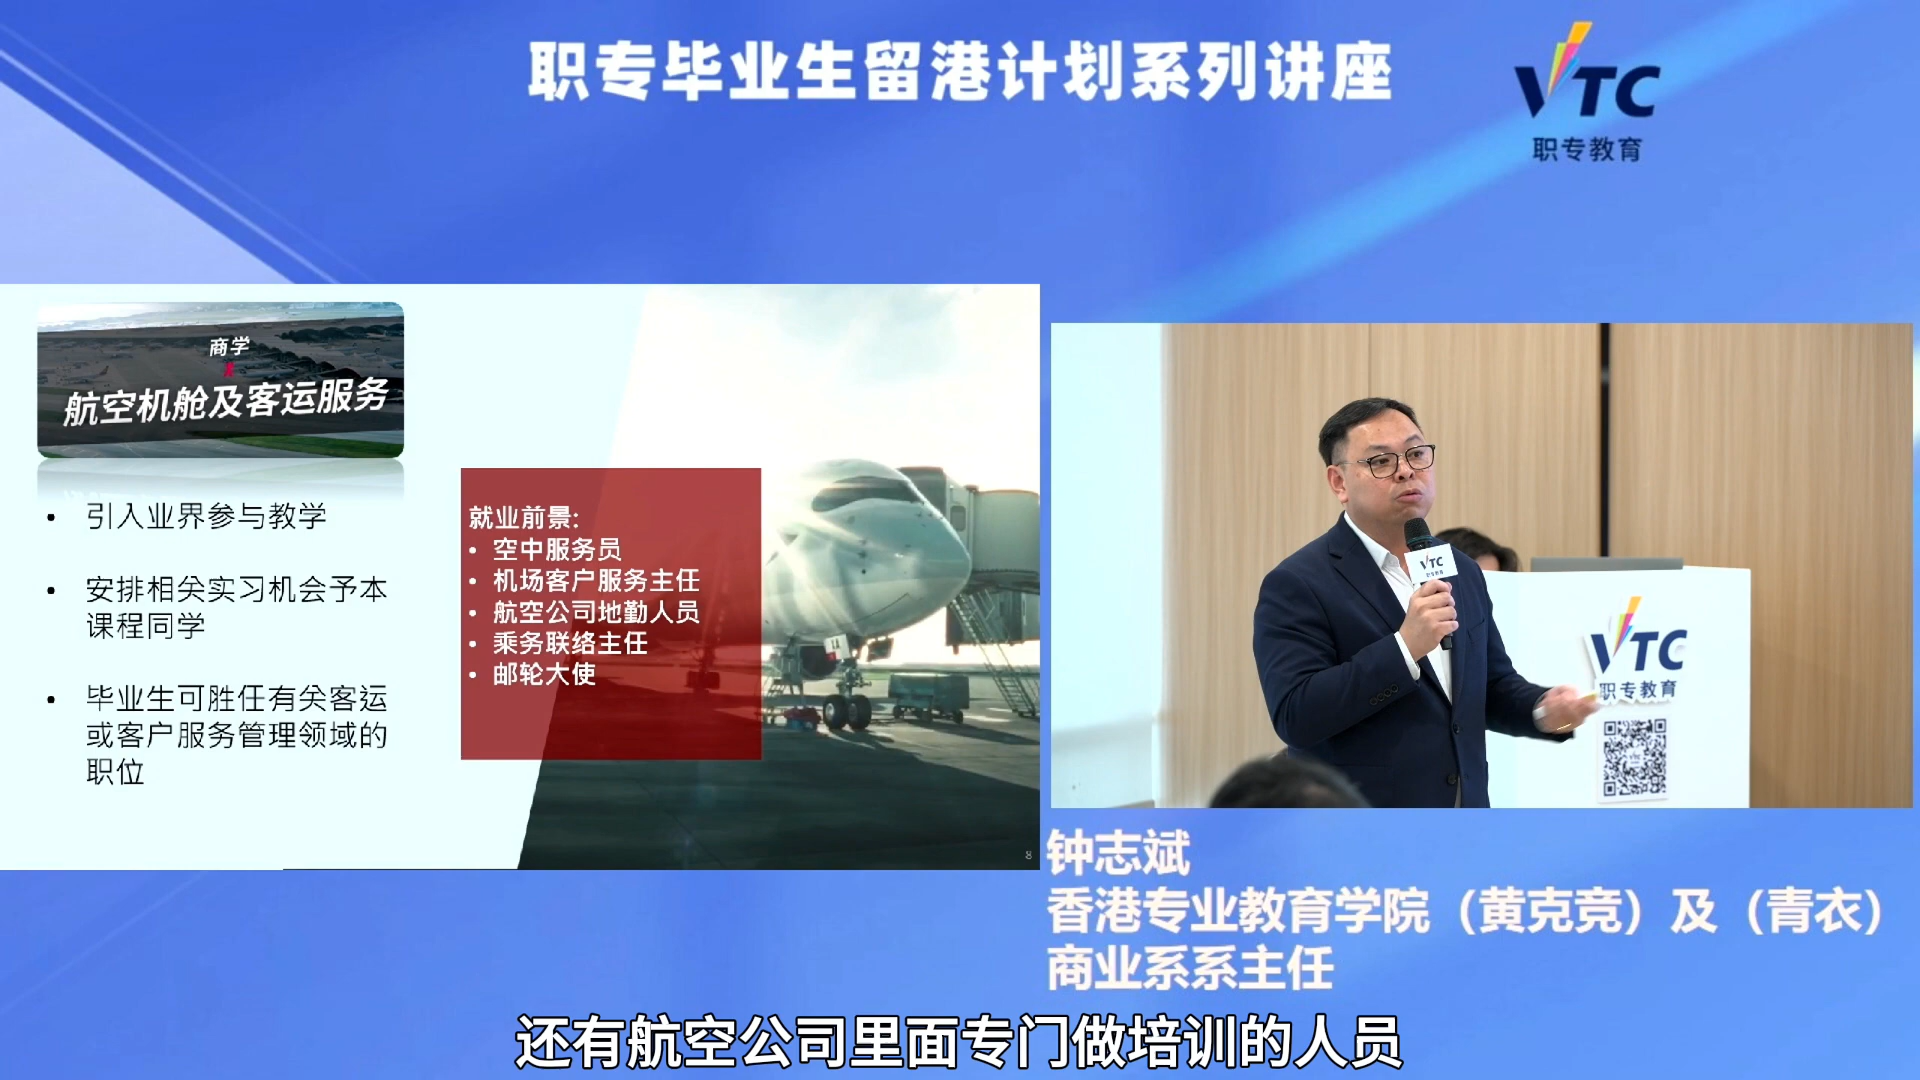 职专毕业生留港计划系列讲座
VTC
职专教育
商学
航空机舱及客运服务
• 引入业界参与教学
• 安排相关实习机会予本
课程同学
• 毕业生可胜任有关客运
或客户服务管理领域的
职位
就业前景:
• 空中服务员
• 机场客户服务主任
• 航空公司地勤人员
• 乘务联络主任
• 邮轮大使
8
VTC
职专教育
VTC
职专教育
钟志斌
香港专业教育学院（黄克竞）及（青衣）
商业系系主任
还有航空公司里面专门做培训的人员